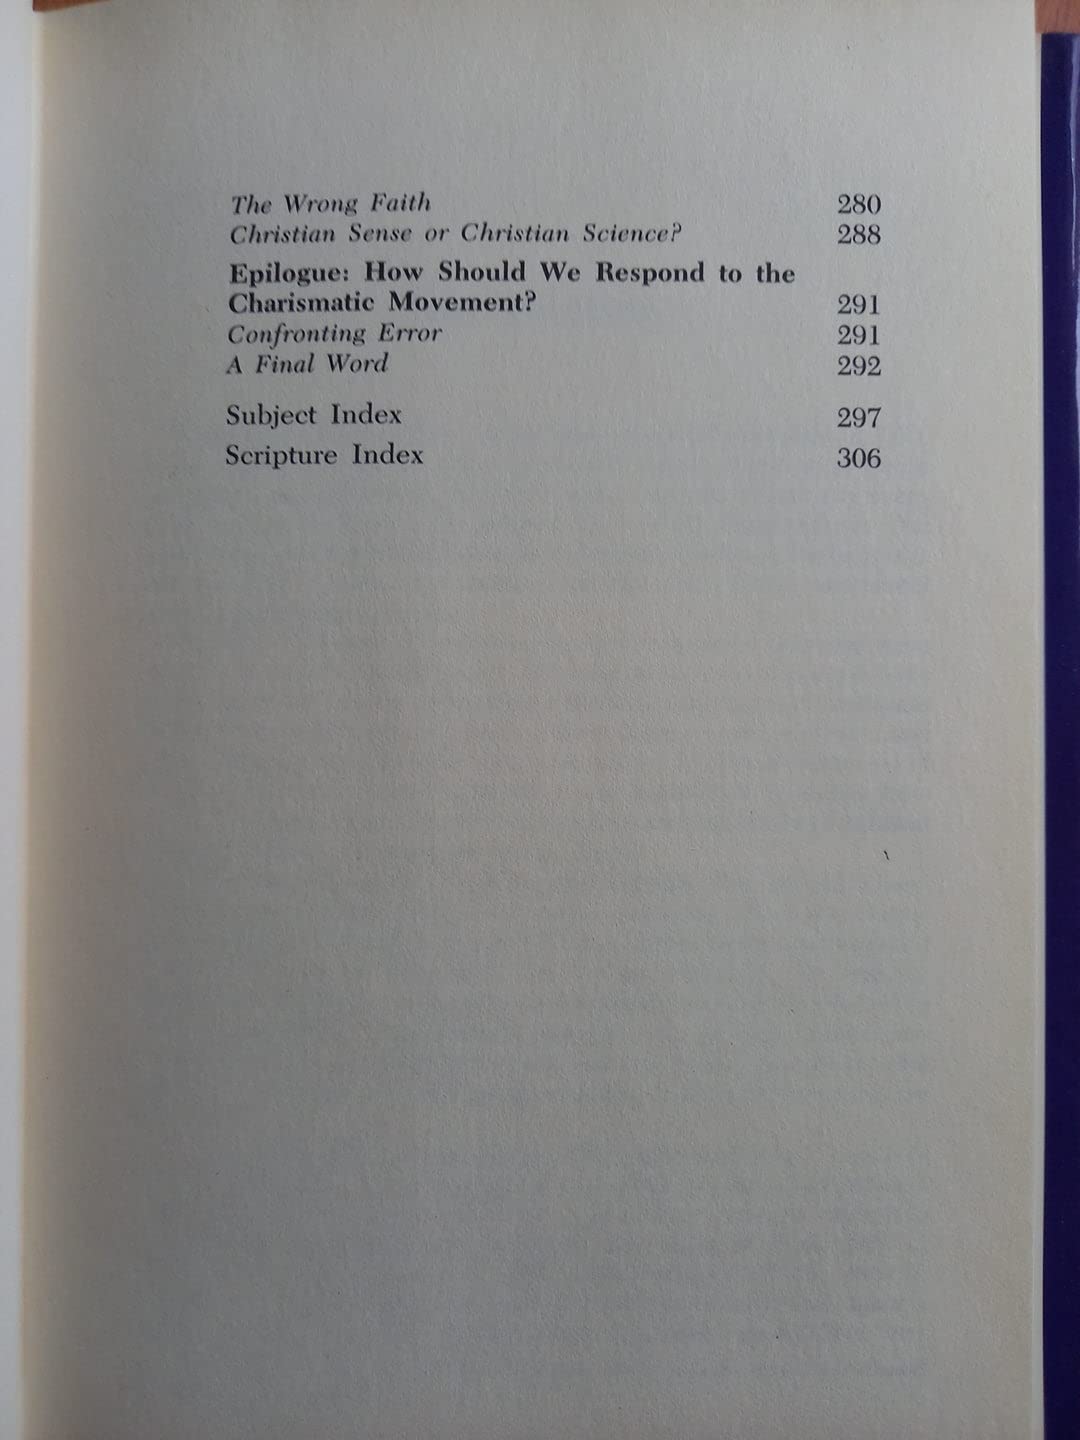 The Wrong Faith 280
Christian Sense or Christian Science? 288
Epilogue: How Should We Respond to the
Charismatic Movement? 291
Confronting Error 291
A Final Word 292
Subject Index 297
Scripture Index 306